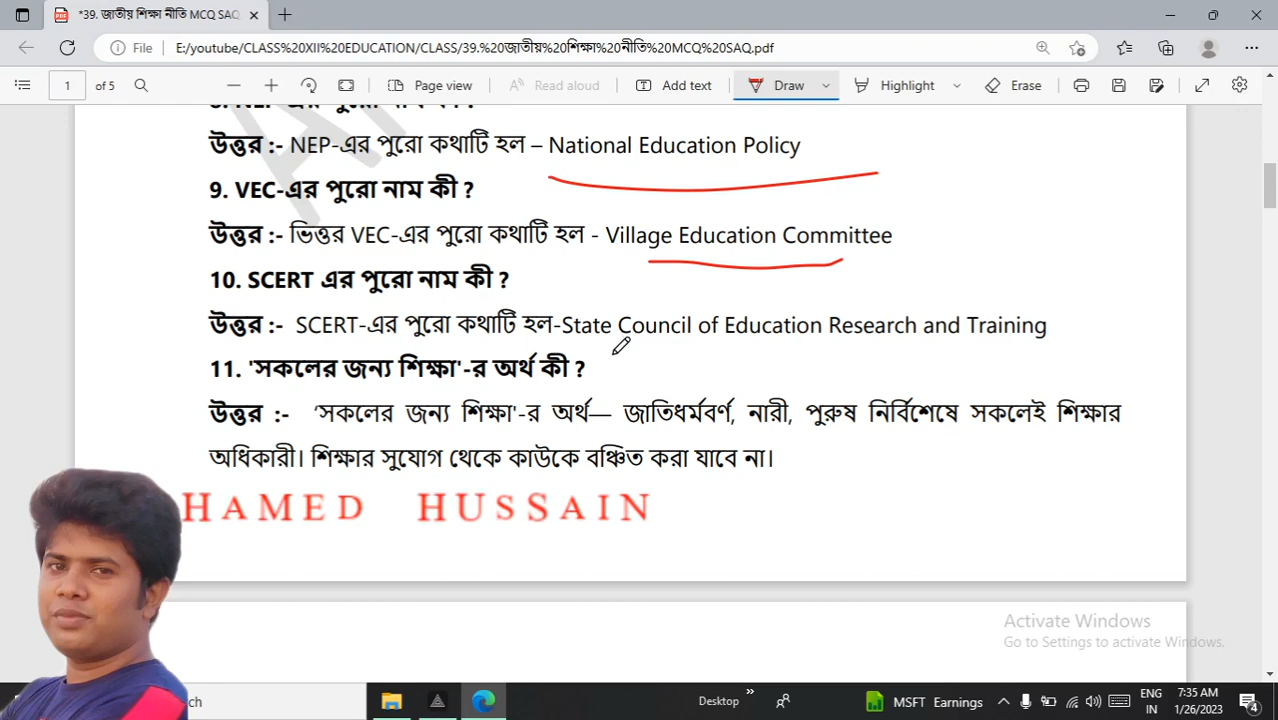 *39. জাতীয় শিক্ষা নীতি MCQ SAQ
File E:/youtube/CLASS%20XII%20EDUCATION/CLASS/39.%20জাতীয়%20শিক্ষা%20নীতি%20MCQ%20SAQ.pdf
1 of 5 Page view Read aloud Add text Draw Highlight Erase
উত্তর :- NEP-এর পুরো কথাটি হল – National Education Policy
9. VEC-এর পুরো নাম কী ?
উত্তর :- ভিত্তর VEC-এর পুরো কথাটি হল - Village Education Committee
10. SCERT এর পুরো নাম কী ?
উত্তর :- SCERT-এর পুরো কথাটি হল-State Council of Education Research and Training
11. 'সকলের জন্য শিক্ষা'-র অর্থ কী ?
উত্তর :- ‘সকলের জন্য শিক্ষা'-র অর্থ— জাতিধর্মবর্ণ, নারী, পুরুষ নির্বিশেষে সকলেই শিক্ষার
অধিকারী। শিক্ষার সুযোগ থেকে কাউকে বঞ্চিত করা যাবে না।
HAMED HUSSAIN
Activate Windows
Go to Settings to activate Windows.
rch Desktop MSFT Earnings ENG IN 7:35 AM 1/26/2023 4